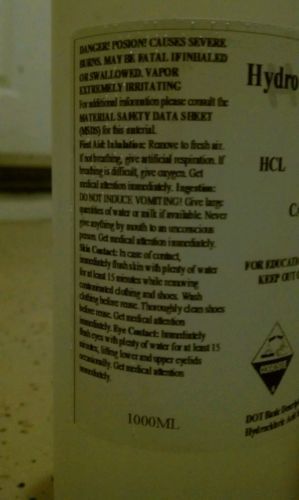 DANGER! POSION! CAUSES SEVERE
BURNS. MAY BE FATAL IF INHALED
OR SWALLOWED. VAPOR
EXTREMELY IRRITATING
For additional information please consult the
MATERIAL SAFETY DATA SHEET
(MSDS) for this material.
First Aid: Inhalation: Remove to fresh air.
If not breathing, give artificial respiration. If
breathing is difficult, give oxygen. Get
medical attention immediately. Ingestion:
DO NOT INDUCE VOMITING! Give large
quantities of water or milk if available. Never
give anything by mouth to an unconscious
person. Get medical attention immediately.
Skin Contact: In case of contact,
immediately flush skin with plenty of water
for at least 15 minutes while removing
contaminated clothing and shoes. Wash
clothing before reuse. Thoroughly clean shoes
before reuse. Get medical attention
immediately. Eye Contact: Immediately
flush eyes with plenty of water for at least 15
minutes, lifting lower and upper eyelids
occasionally. Get medical attention
immediately.
1000ML
Hydro
HCL
Ca
FOR EDUCATIO
KEEP OUT O
DOT Basic Descrip
Hydrochloric Acid